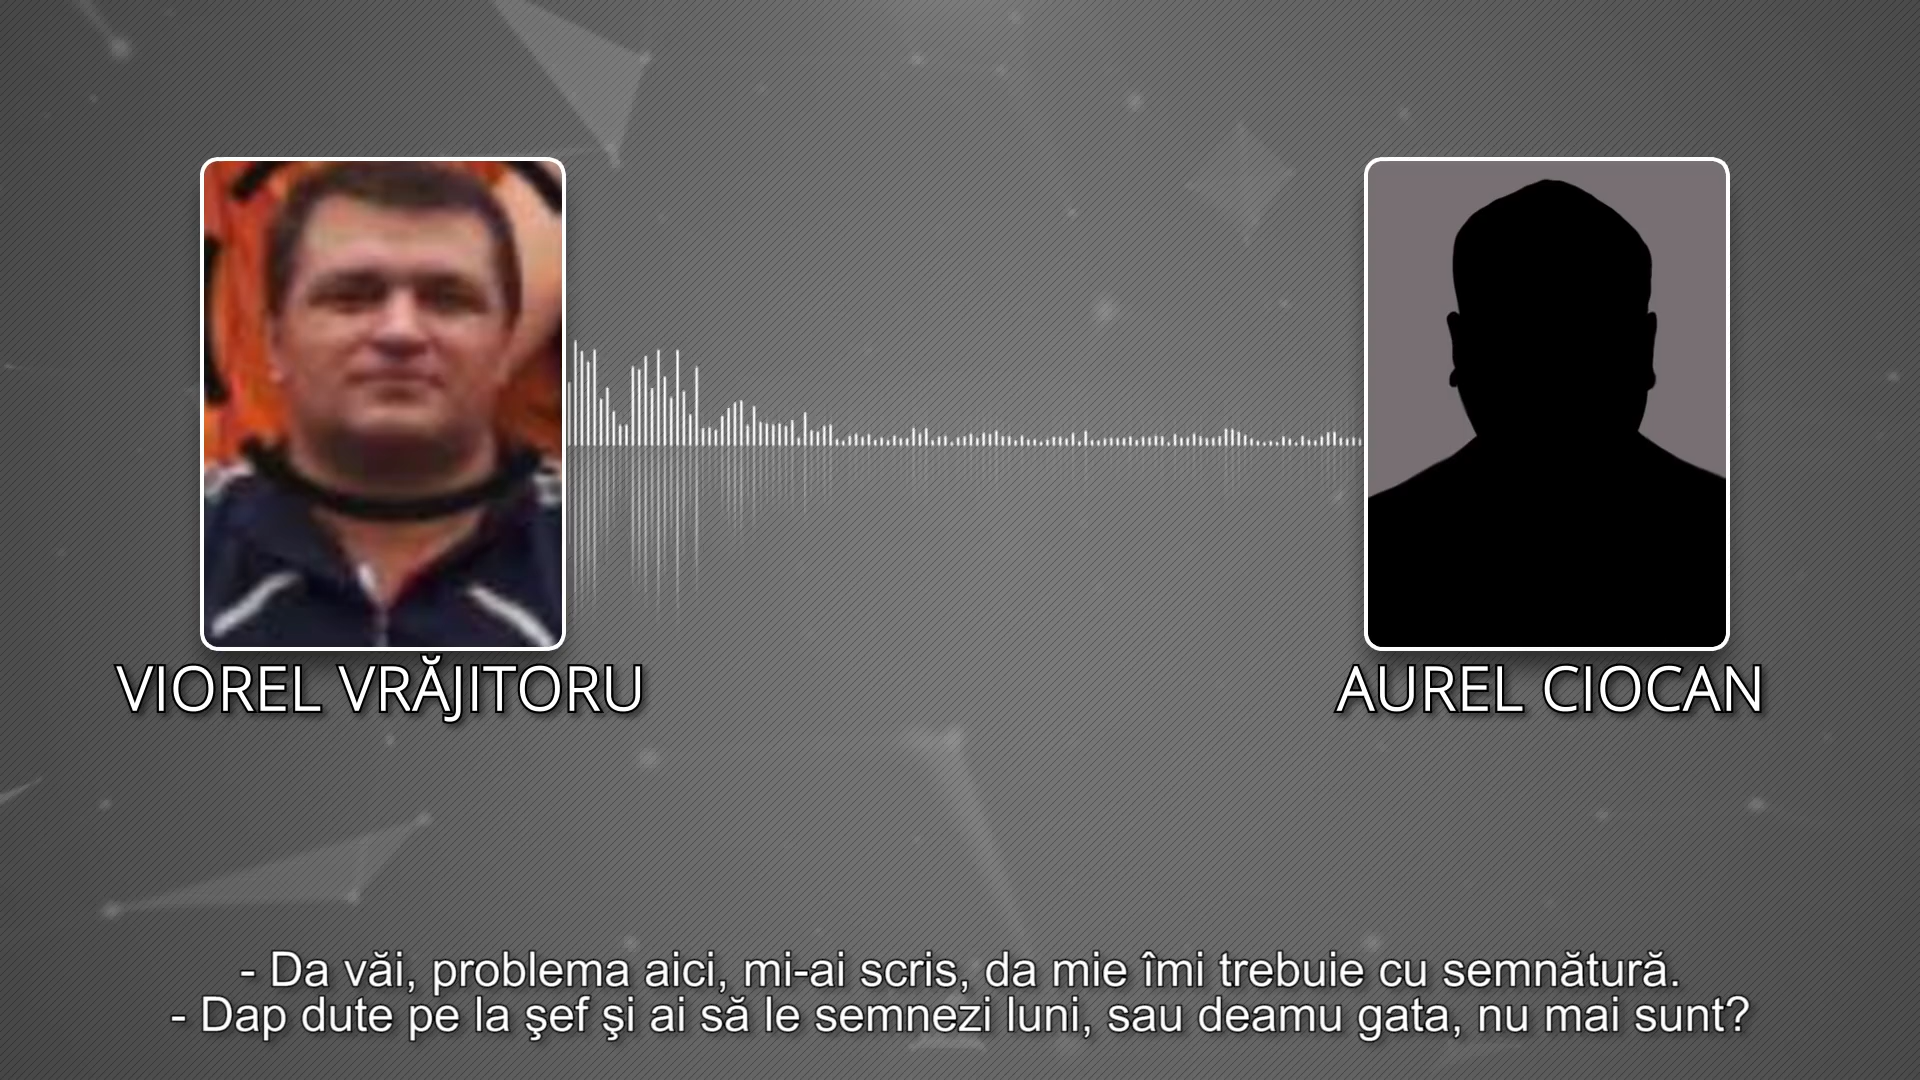 VIOREL VRĂJITORU
AUREL CIOCAN
- Da văi, problema aici, mi-ai scris, da mie îmi trebuie cu semnătură.
- Dap dute pe la şef şi ai să le semnezi luni, sau deamu gata, nu mai sunt?